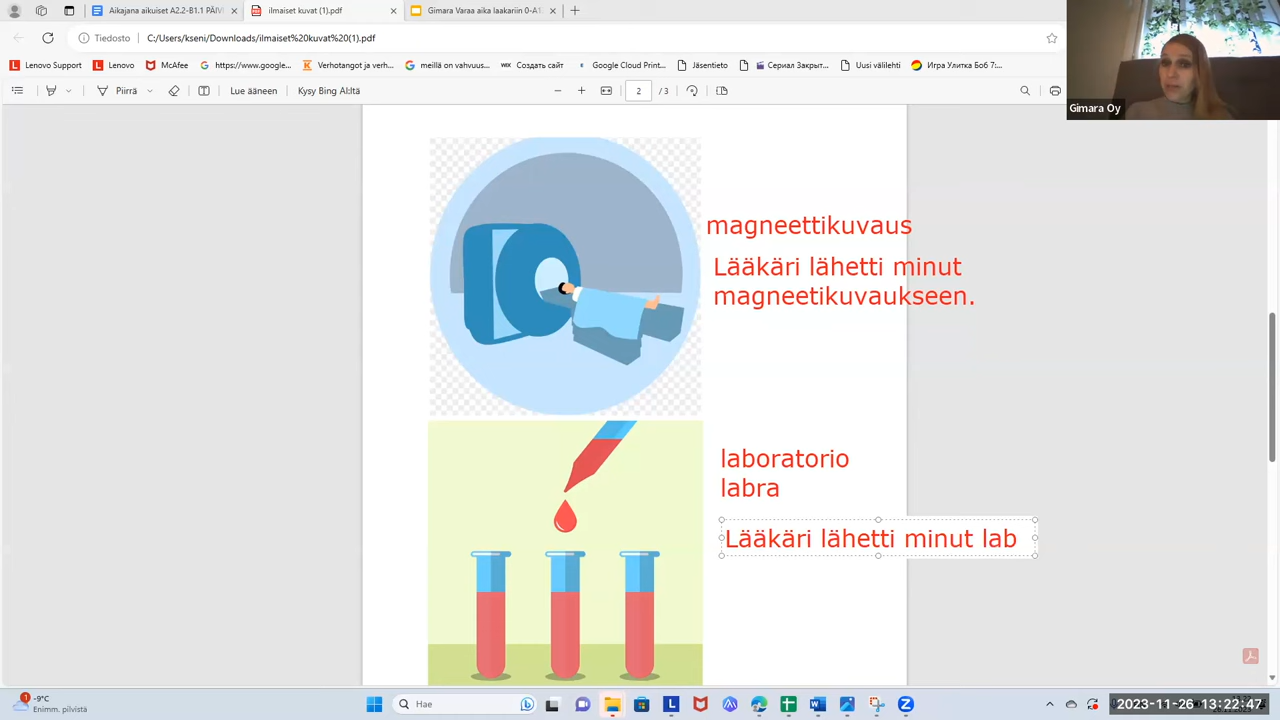 Aikajana aikuiset A2.2-B1.1 PÄIV
ilmaiset kuvat (1).pdf
Gimara Varaa aika laakariin 0-A1
Tiedosto
C:/Users/kseni/Downloads/ilmaiset%20kuvat%20(1).pdf
Lenovo Support
Lenovo
McAfee
https://www.google...
Verhotangot ja verh...
meillä on vahvuus...
Создать сайт
Google Cloud Print...
Jäsentieto
Сериал Закрыт...
Uusi välilehti
Игра Улитка Боб 7:...
Gimara Oy
Piirrä
Lue ääneen
Kysy Bing AI:ltä
2
/ 3
magneettikuvaus
Lääkäri lähetti minut
magneetikuvaukseen.
laboratorio
labra
Lääkäri lähetti minut lab
-9°C
Enimm. pilvistä
Hae
2023-11-26 13:22:47